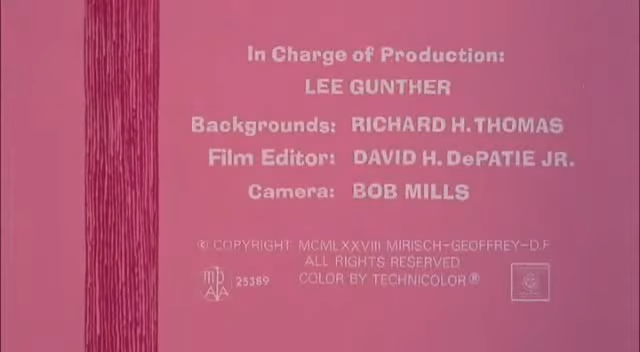 In Charge of Production:
LEE GUNTHER
Backgrounds: RICHARD H. THOMAS
Film Editor: DAVID H. DePATIE JR.
Camera: BOB MILLS
© COPYRIGHT MCMLXXVIII MIRISCH–GEOFFREY–D.F
ALL RIGHTS RESERVED
COLOR BY TECHNICOLOR®
25389